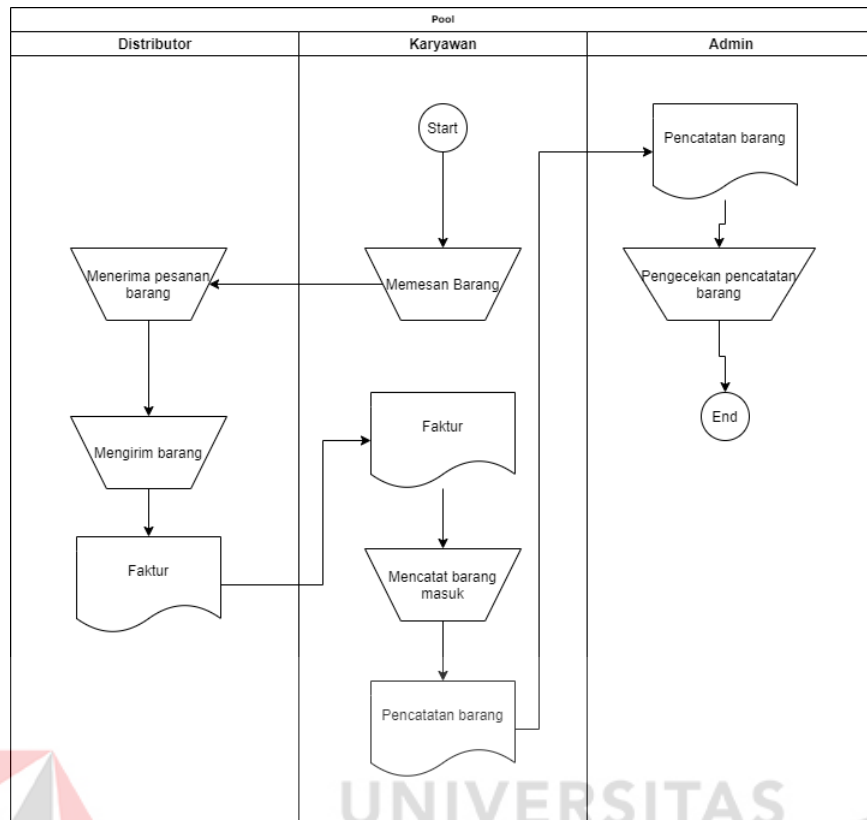 Pool
Distributor
Karyawan
Admin
Start
Pencatatan barang
Menerima pesanan
barang
Memesan Barang
Pengecekan pencatatan
barang
Mengirim barang
Faktur
End
Faktur
Mencatat barang
masuk
Pencatatan barang
UNIVERSITAS